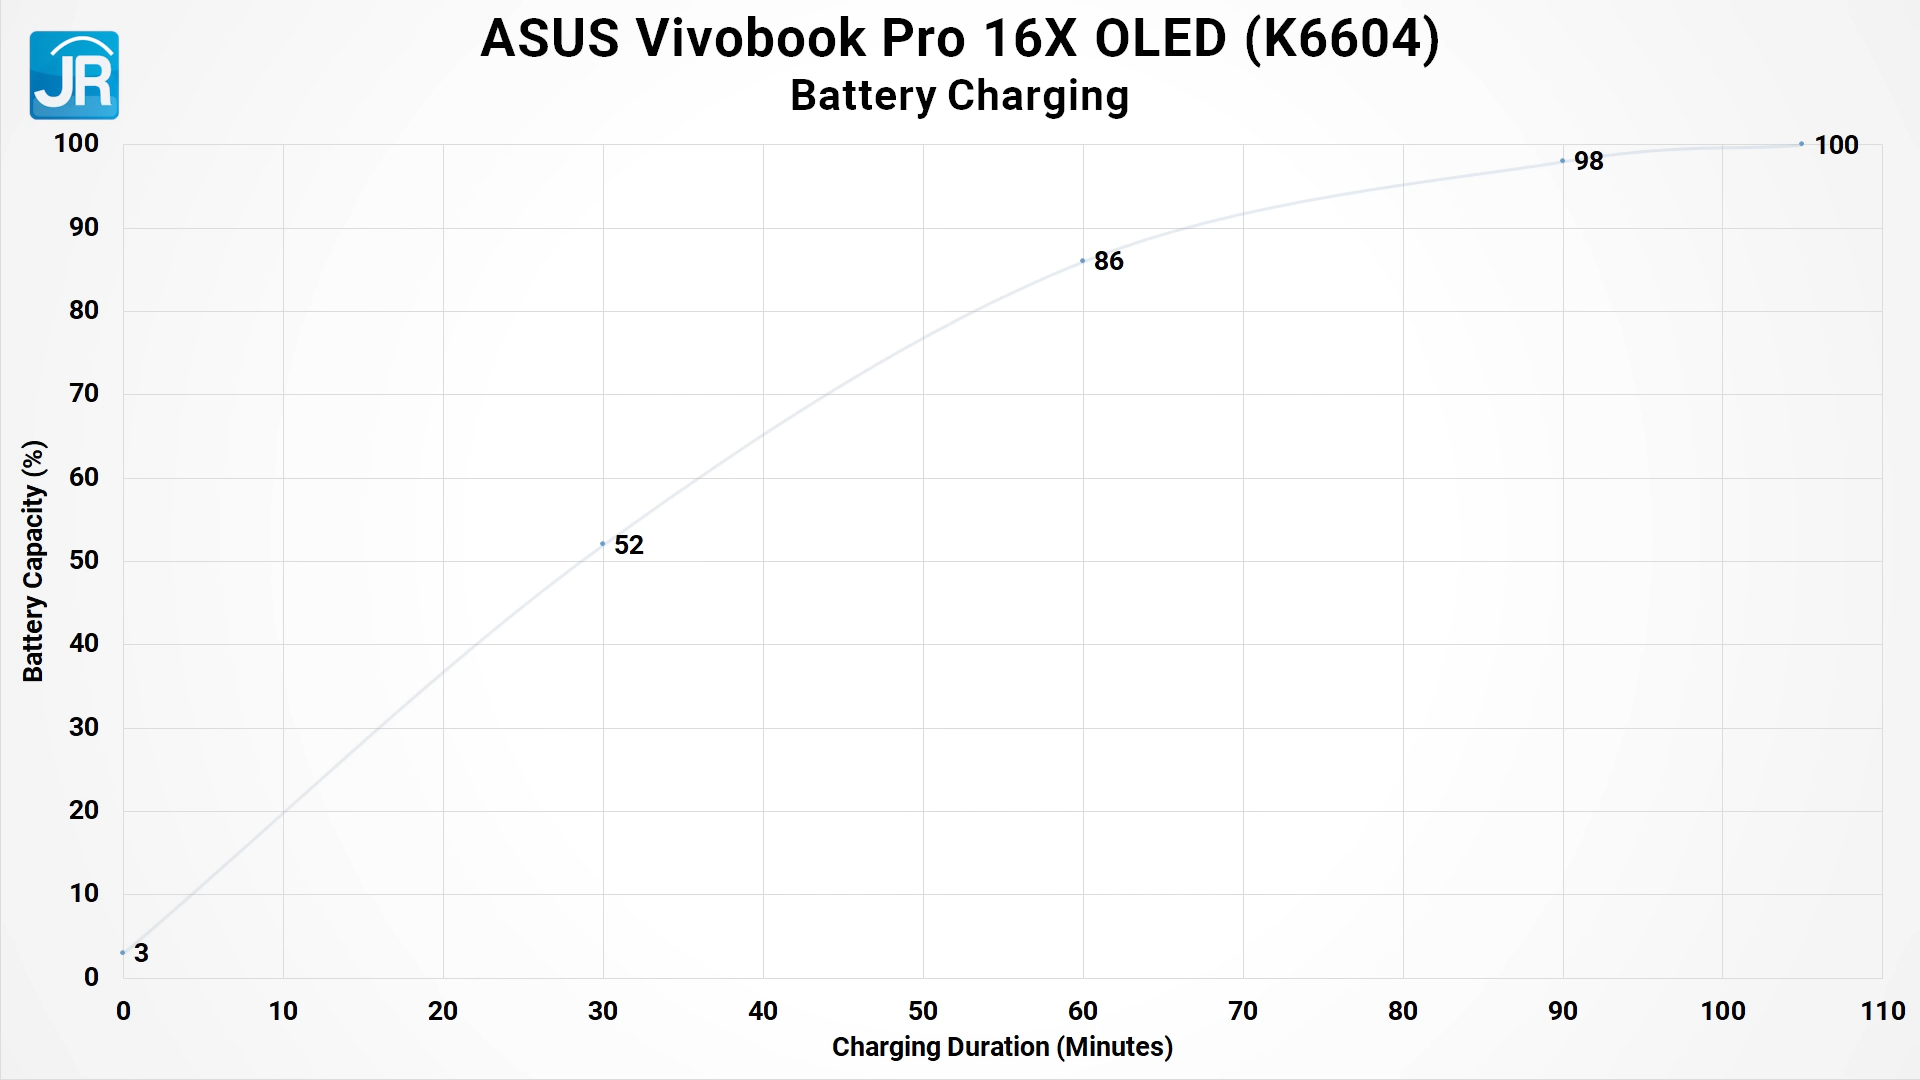 ASUS Vivobook Pro 16X OLED (K6604)
Battery Charging
JR
100
90
80
70
60
50
40
30
20
10
0
Battery Capacity (%)
3
52
86
98
100
0 10 20 30 40 50 60 70 80 90 100 110
Charging Duration (Minutes)